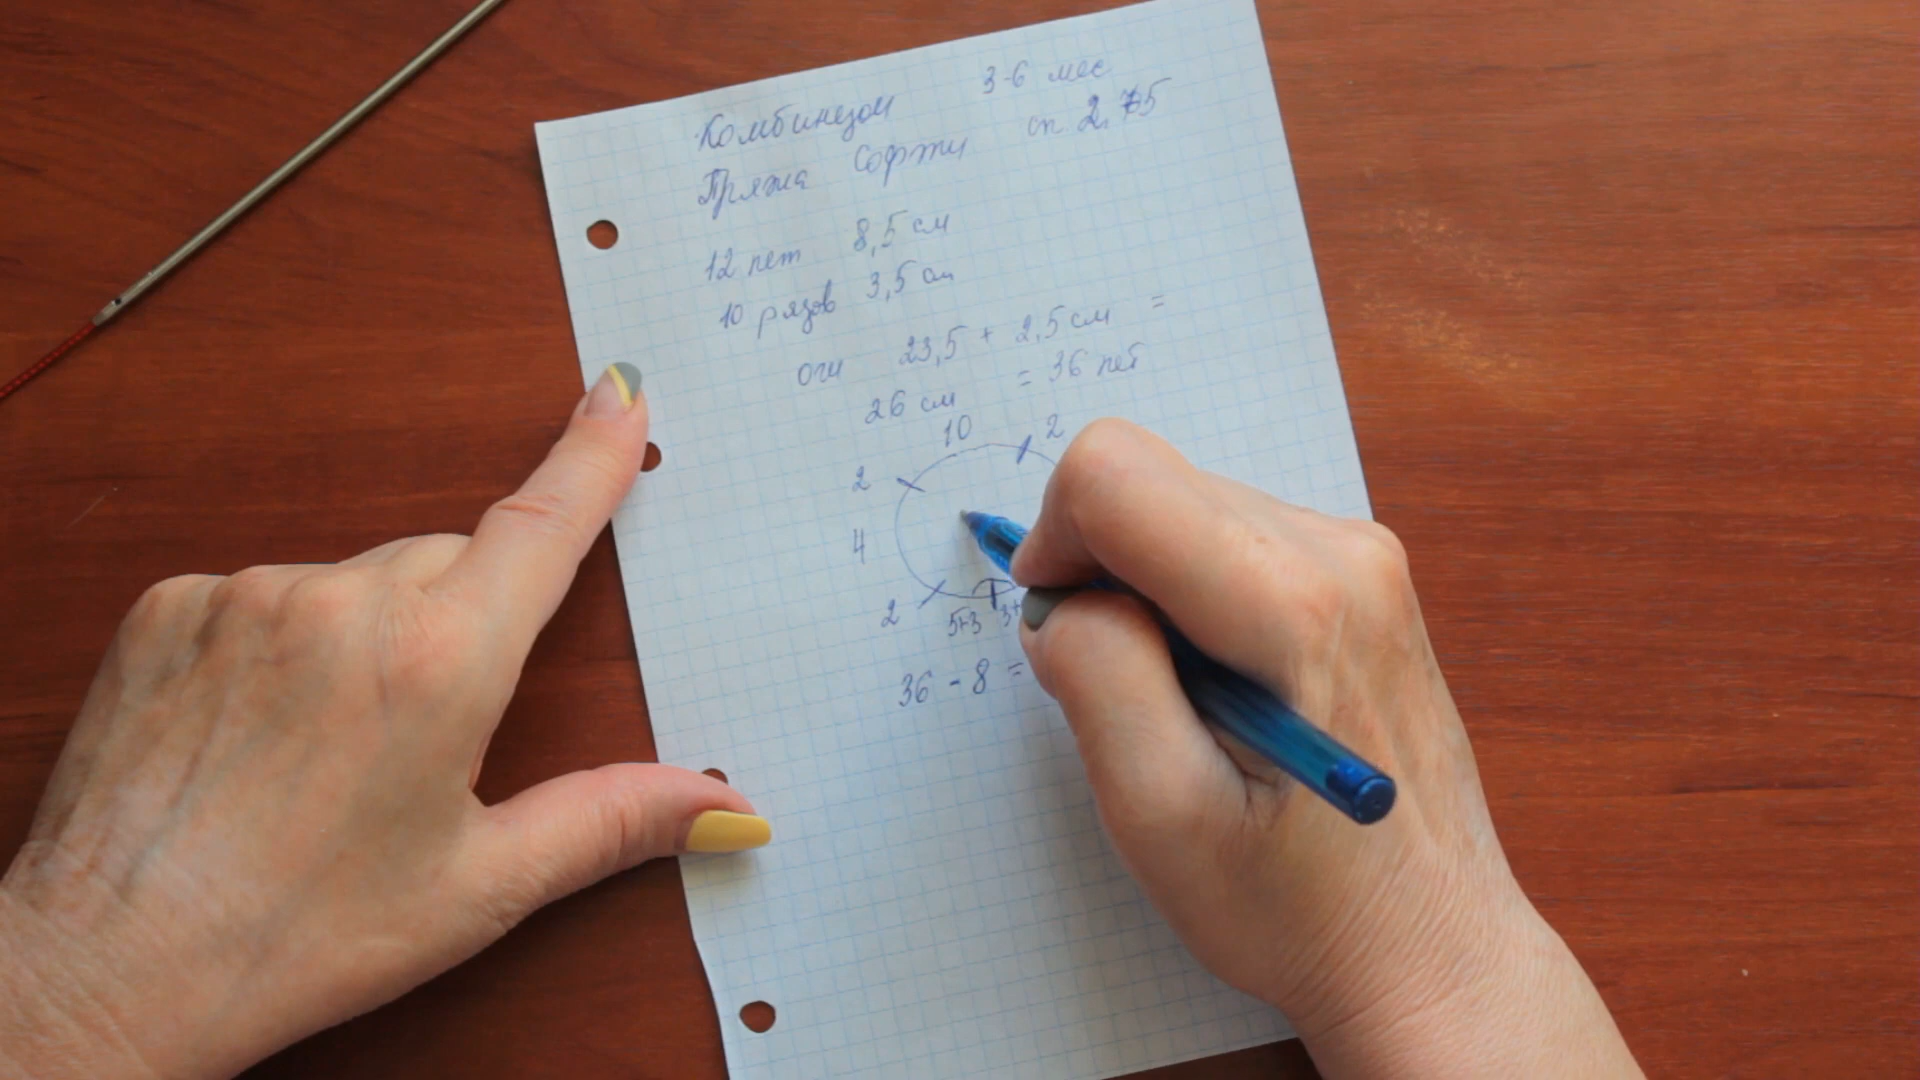 Комбинезон 3-6 мес
Пряжа Софти сп 2,75
12 пет 8,5 см
10 рядов 3,5 см
ОГШ 23,5 + 2,5 см =
26 см = 36 пет
10 2
2
4
2 5+3 3+
36 - 8 =